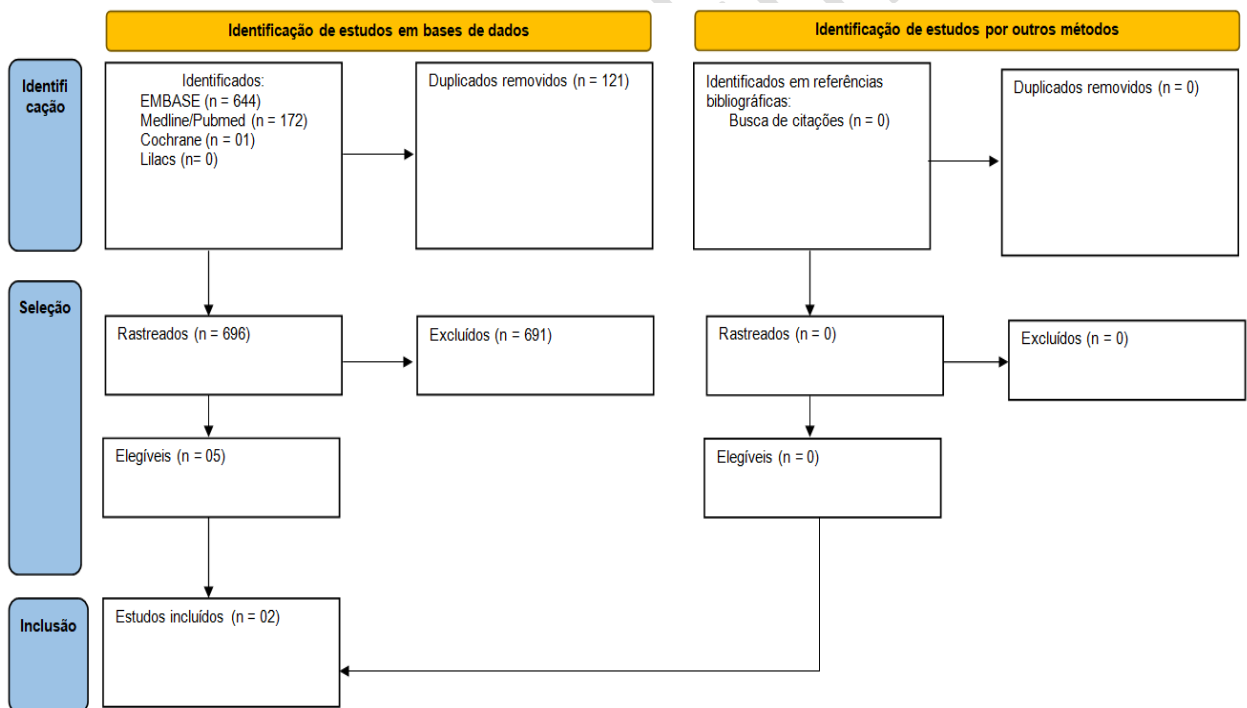 Identificação de estudos em bases de dados
Identificação de estudos por outros métodos
Identifi
cação
Identificados:
EMBASE (n = 644)
Medline/Pubmed (n = 172)
Cochrane (n = 01)
Lilacs (n= 0)
Duplicados removidos (n = 121)
Identificados em referências
bibliográficas:
Busca de citações (n = 0)
Duplicados removidos (n = 0)
Seleção
Rastreados (n = 696)
Excluídos (n = 691)
Rastreados (n = 0)
Excluídos (n = 0)
Elegíveis (n = 05)
Elegíveis (n = 0)
Inclusão
Estudos incluídos (n = 02)